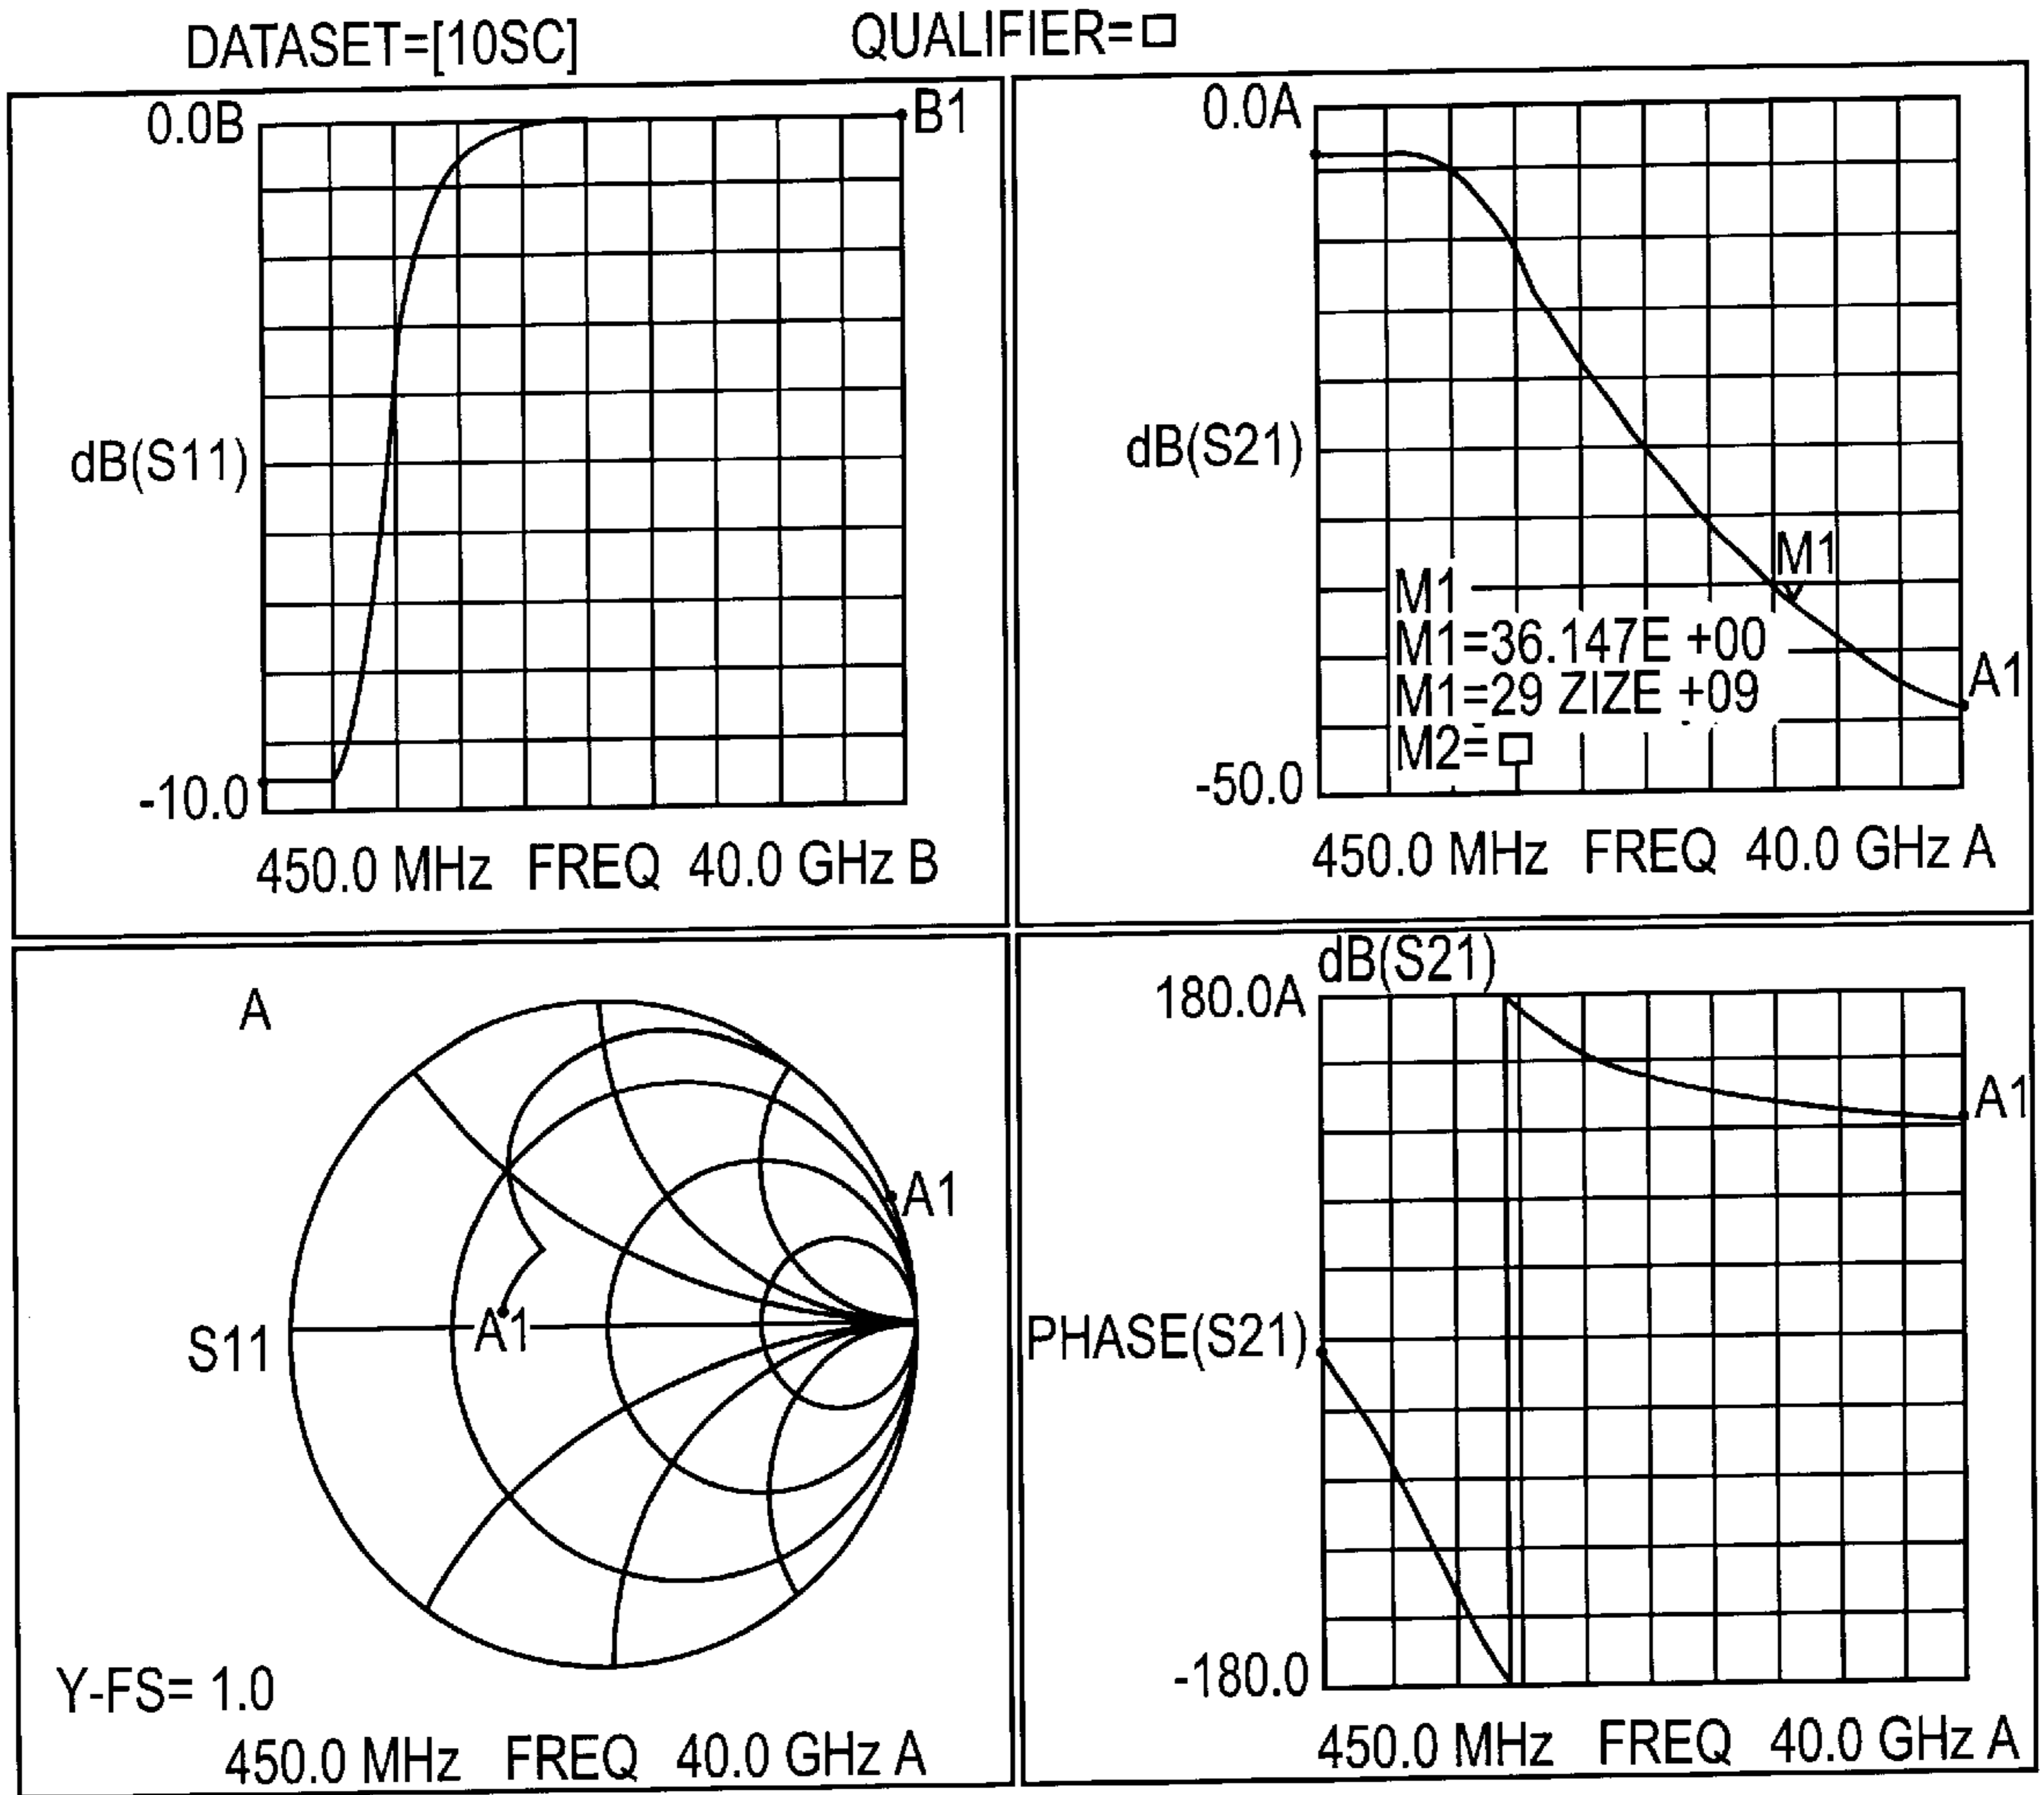 DATASET=[10SC] QUALIFIER=□
0.0B
B1
dB(S11)
-10.0
450.0 MHz FREQ 40.0 GHz B
0.0A
dB(S21)
M1
M1
M1=36.147E +00
M1=29 ZIZE +09
M2=□
A1
-50.0
450.0 MHz FREQ 40.0 GHz A
A
A1
A1
S11
Y-FS= 1.0
450.0 MHz FREQ 40.0 GHz A
dB(S21)
180.0A
A1
PHASE(S21)
-180.0
450.0 MHz FREQ 40.0 GHz A